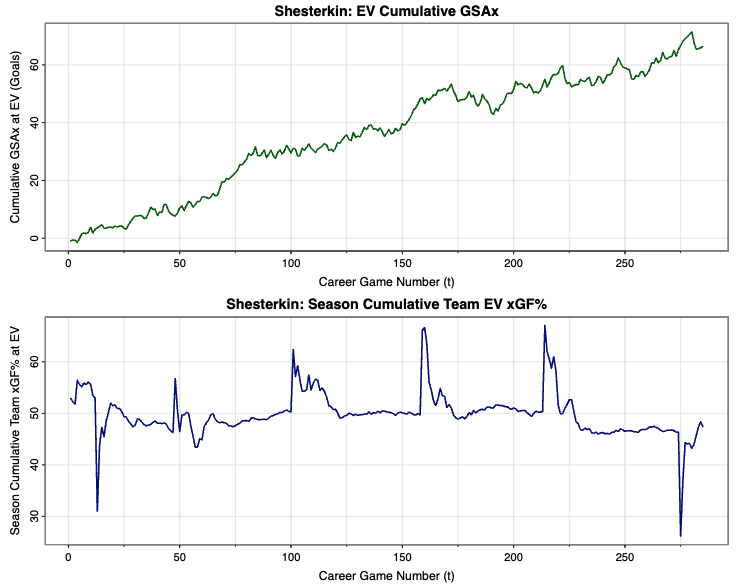 Shesterkin: EV Cumulative GSAx
Cumulative GSAx at EV (Goals)
60
40
20
0
0 50 100 150 200 250
Career Game Number (t)
Shesterkin: Season Cumulative Team EV xGF%
Season Cumulative Team xGF% at EV
60
50
40
30
0 50 100 150 200 250
Career Game Number (t)